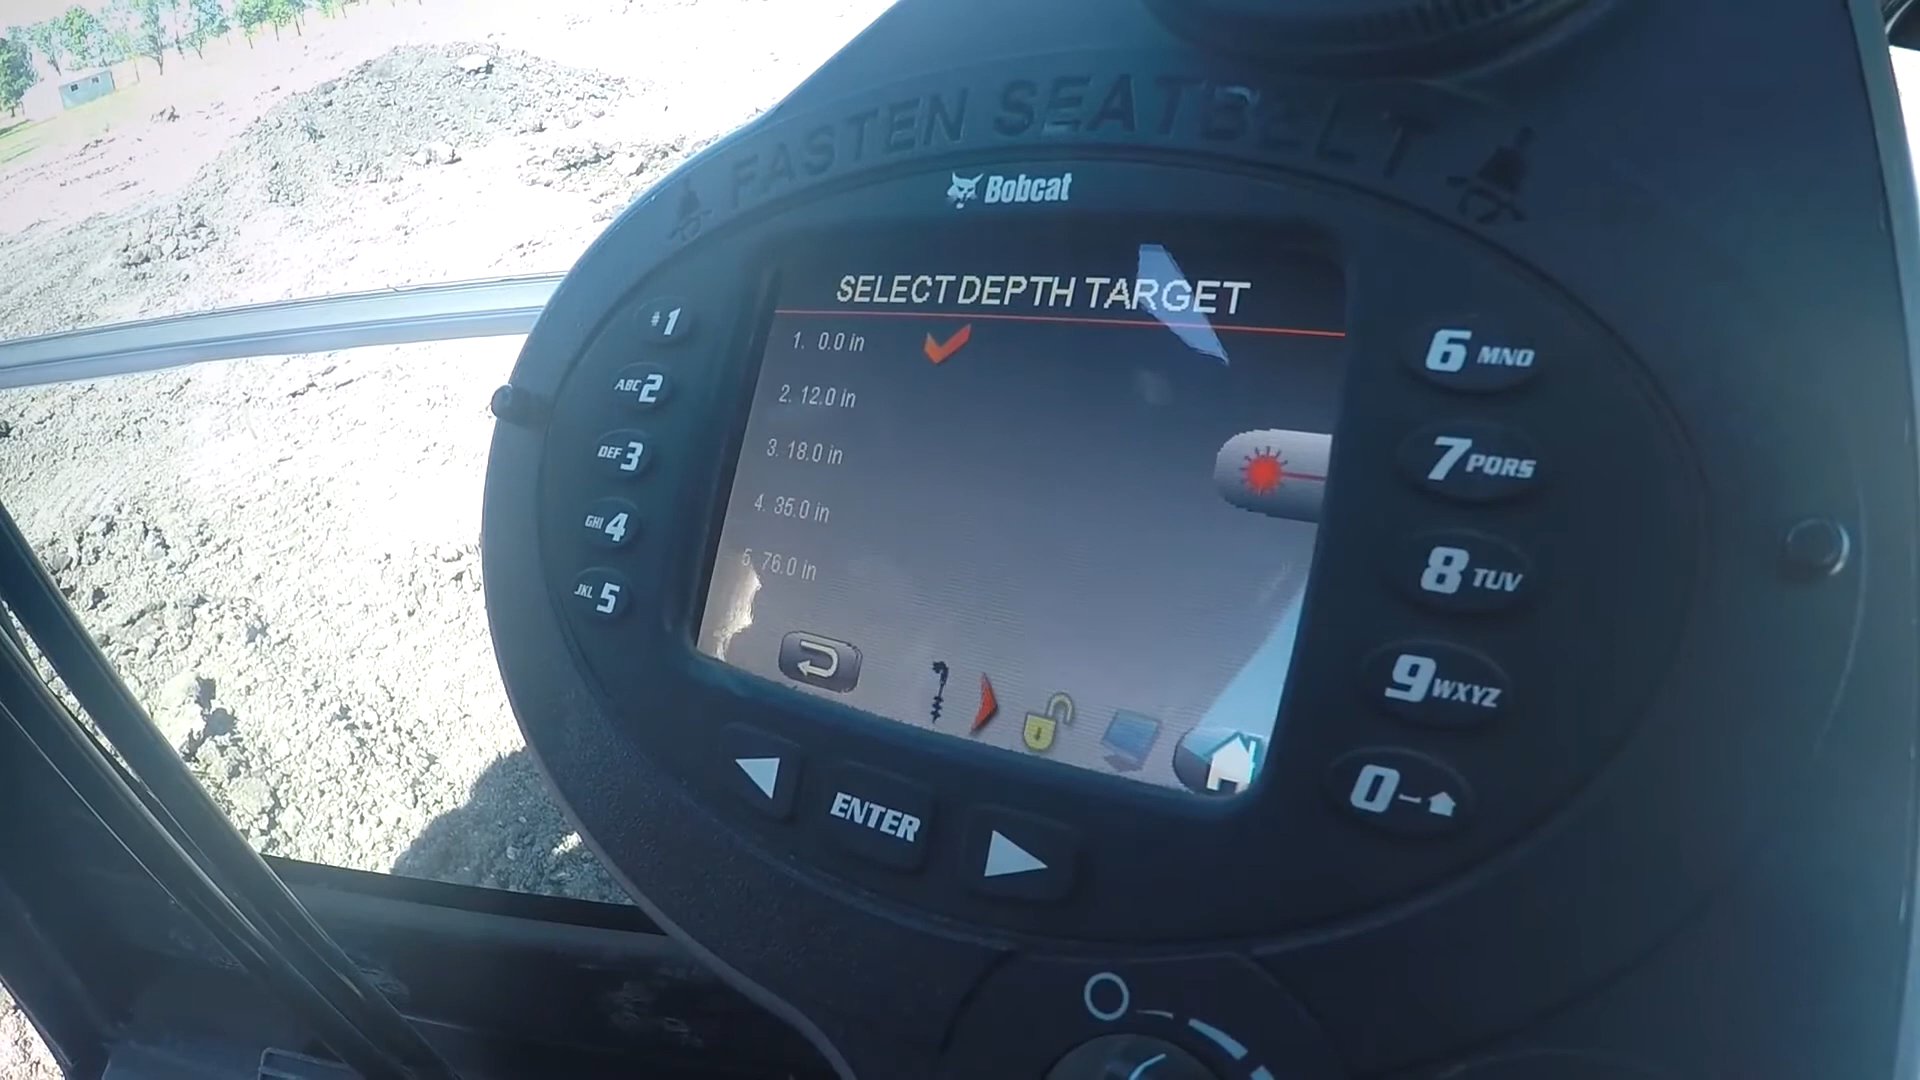 FASTEN SEATBELT
Bobcat
SELECT DEPTH TARGET
1. 0.0 in
2. 12.0 in
3. 18.0 in
4. 35.0 in
5. 76.0 in
#1
ABC 2
DEF 3
GHI 4
JKL 5
6 MNO
7 PQRS
8 TUV
9 WXYZ
0-
ENTER